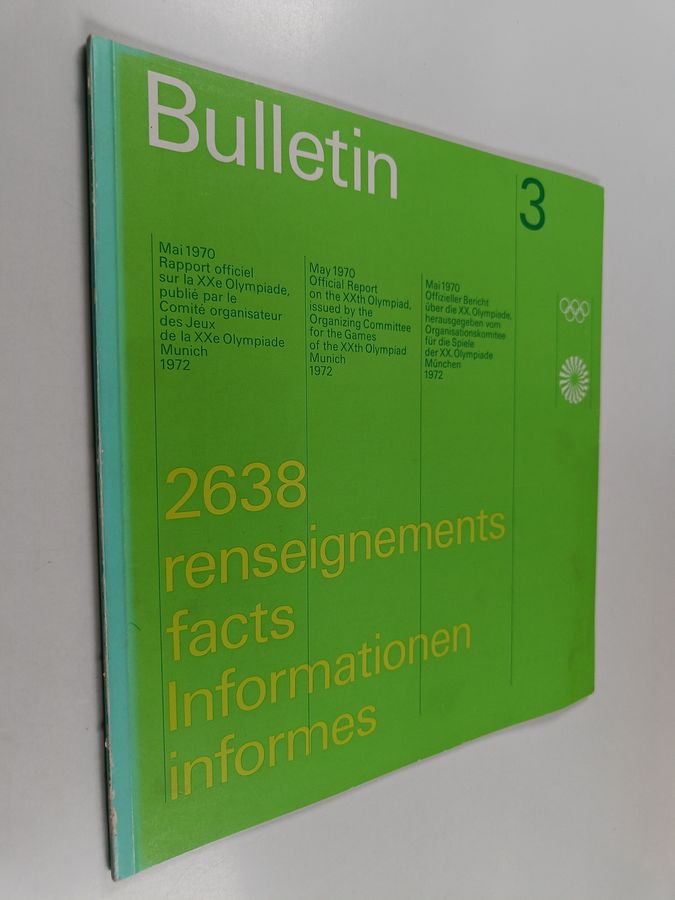 Bulletin
3
Mai 1970
Rapport officiel
sur la XXe Olympiade,
publié par le
Comité organisateur
des Jeux
de la XXe Olympiade
Munich
1972
May 1970
Official Report
on the XXth Olympiad,
issued by the
Organizing Committee
for the Games
of the XXth Olympiad
Munich
1972
Mai 1970
Offizieller Bericht
über die XX. Olympiade,
herausgegeben vom
Organisationskomitee
für die Spiele
der XX. Olympiade
München
1972
2638
renseignements
facts
Informationen
informes